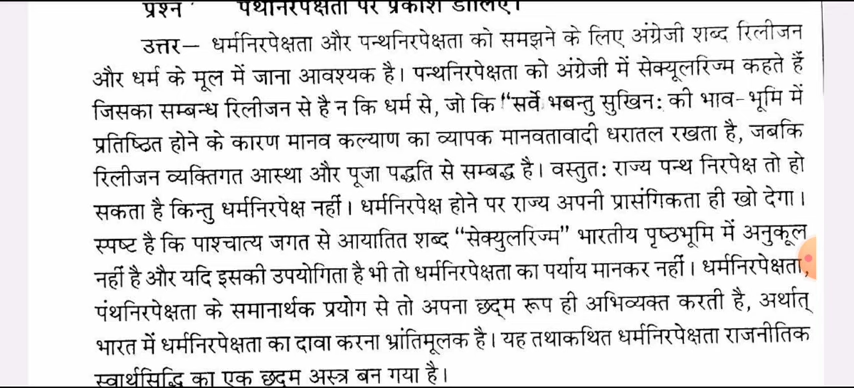 प्रश्न पंथनिरपेक्षता पर प्रकाश डालिए।
उत्तर— धर्मनिरपेक्षता और पन्थनिरपेक्षता को समझने के लिए अंग्रेजी शब्द रिलीजन
और धर्म के मूल में जाना आवश्यक है। पन्थनिरपेक्षता को अंग्रेजी में सेक्यूलरिज्म कहते हैं
जिसका सम्बन्ध रिलीजन से है न कि धर्म से, जो कि "सर्वे भबन्तु सुखिन: की भाव-भूमि में
प्रतिष्ठित होने के कारण मानव कल्याण का व्यापक मानवतावादी धरातल रखता है, जबकि
रिलीजन व्यक्तिगत आस्था और पूजा पद्धति से सम्बद्ध है। वस्तुत: राज्य पन्थ निरपेक्ष तो हो
सकता है किन्तु धर्मनिरपेक्ष नहीं। धर्मनिरपेक्ष होने पर राज्य अपनी प्रासंगिकता ही खो देगा।
स्पष्ट है कि पाश्चात्य जगत से आयातित शब्द "सेक्युलरिज्म" भारतीय पृष्ठभूमि में अनुकूल
नहीं है और यदि इसकी उपयोगिता है भी तो धर्मनिरपेक्षता का पर्याय मानकर नहीं। धर्मनिरपेक्षता,
पंथनिरपेक्षता के समानार्थक प्रयोग से तो अपना छद्म रूप ही अभिव्यक्त करती है, अर्थात्
भारत में धर्मनिरपेक्षता का दावा करना भ्रांतिमूलक है। यह तथाकथित धर्मनिरपेक्षता राजनीतिक
स्वार्थसिद्धि का एक छद्म अस्त्र बन गया है।